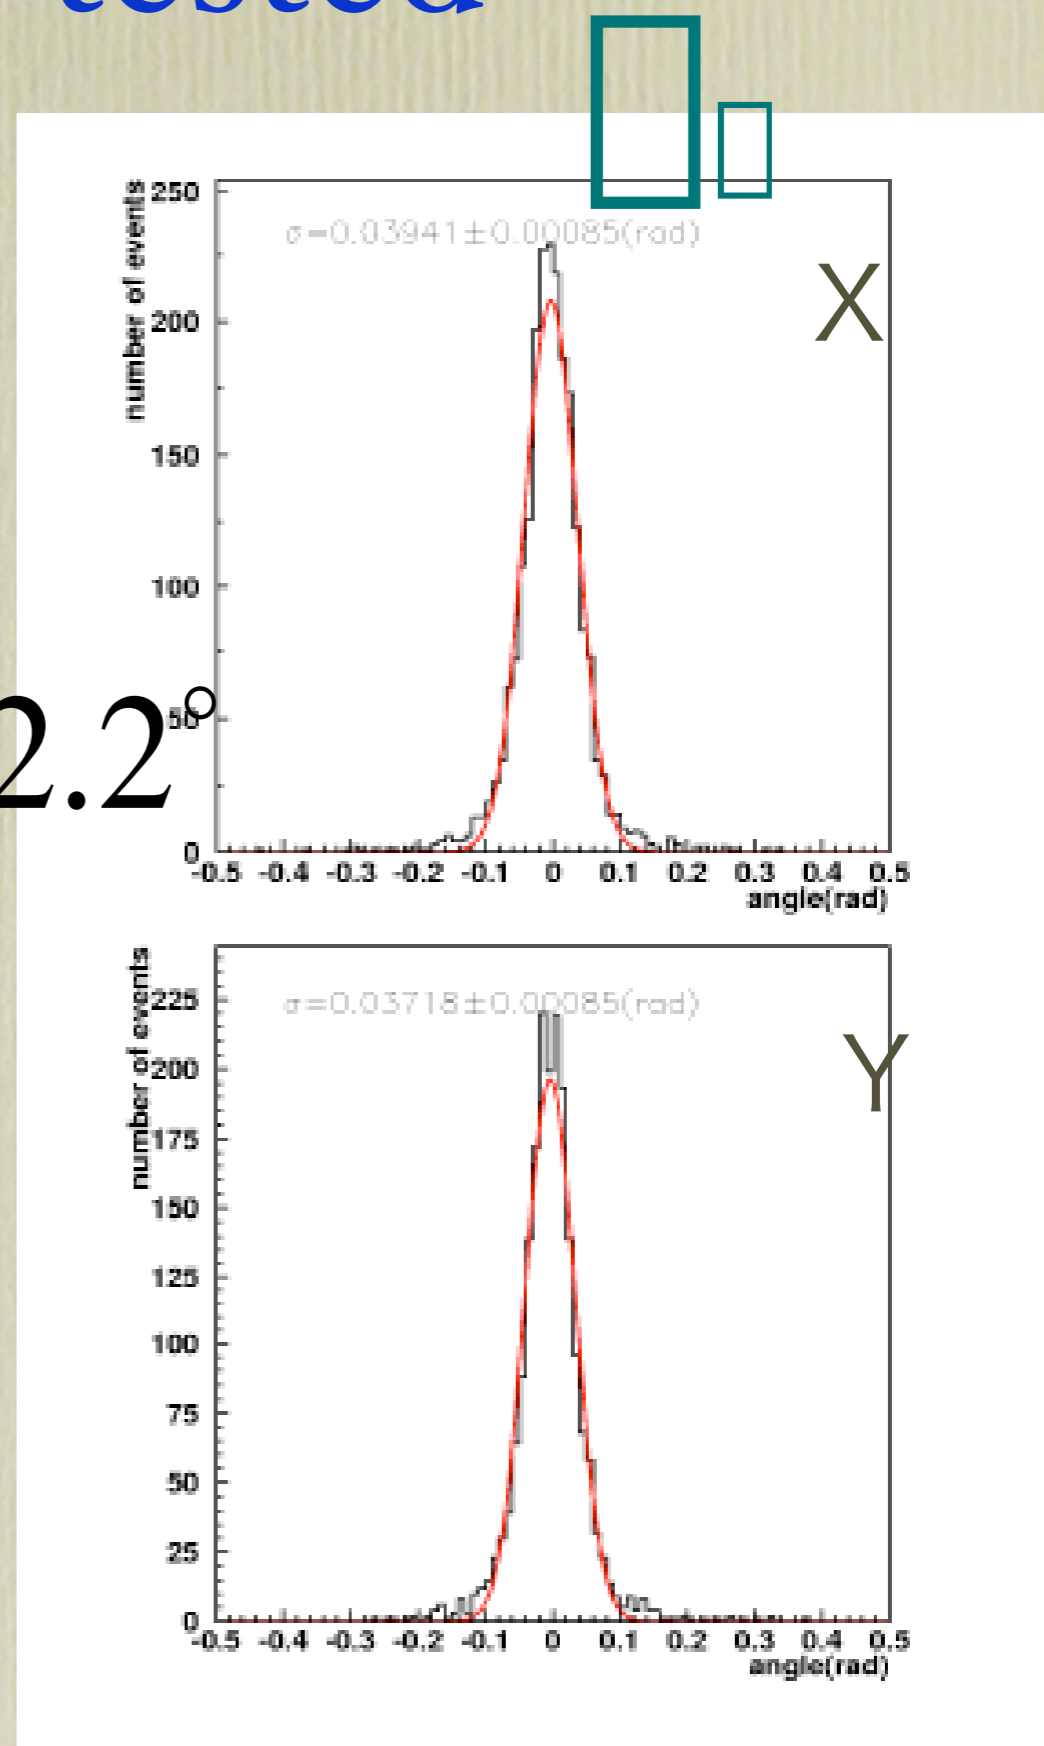 tested
number of events
250
σ=0.03941±0.00085(rad)
X
200
150
100
2.2°
50
0
-0.5 -0.4 -0.3 -0.2 -0.1 0 0.1 0.2 0.3 0.4 0.5
angle(rad)
number of events
225
σ=0.03718±0.00085(rad)
Y
200
175
150
125
100
75
50
25
0
-0.5 -0.4 -0.3 -0.2 -0.1 0 0.1 0.2 0.3 0.4 0.5
angle(rad)